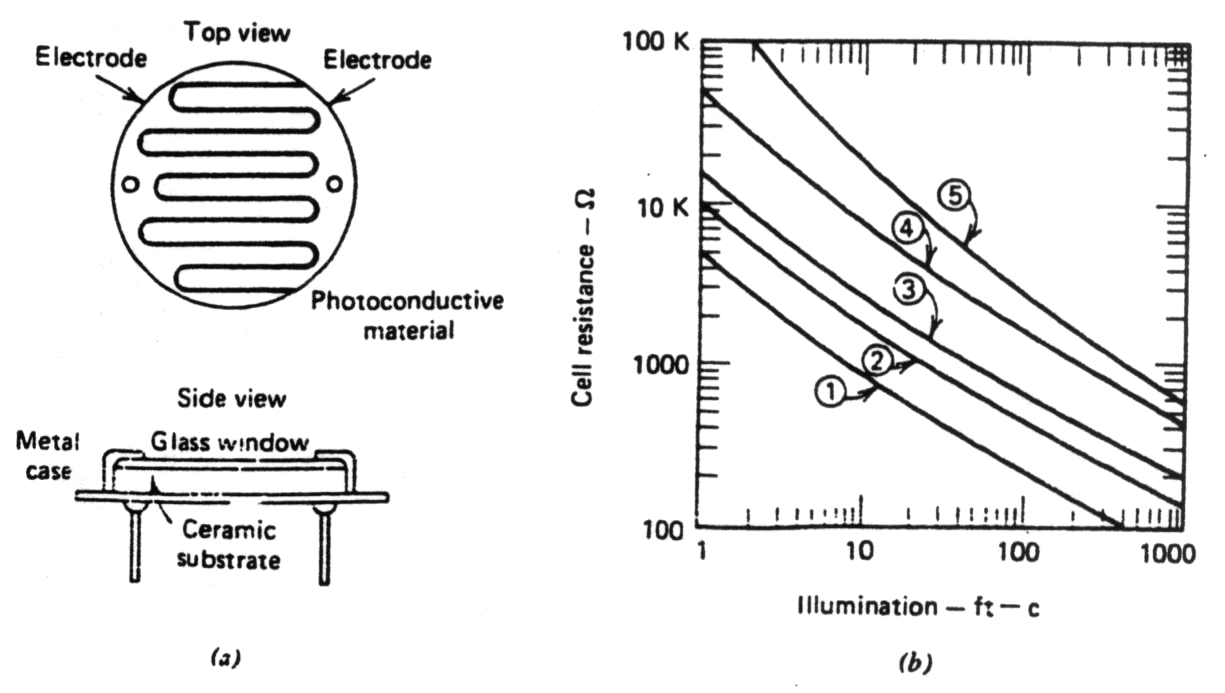 Top view
Electrode
Electrode
Photoconductive
material
Side view
Metal
case
Glass window
Ceramic
substrate
(a)
100 K
10 K
1000
100
Cell resistance – Ω
1
10
100
1000
Illumination – ft – c
①
②
③
④
⑤
(b)